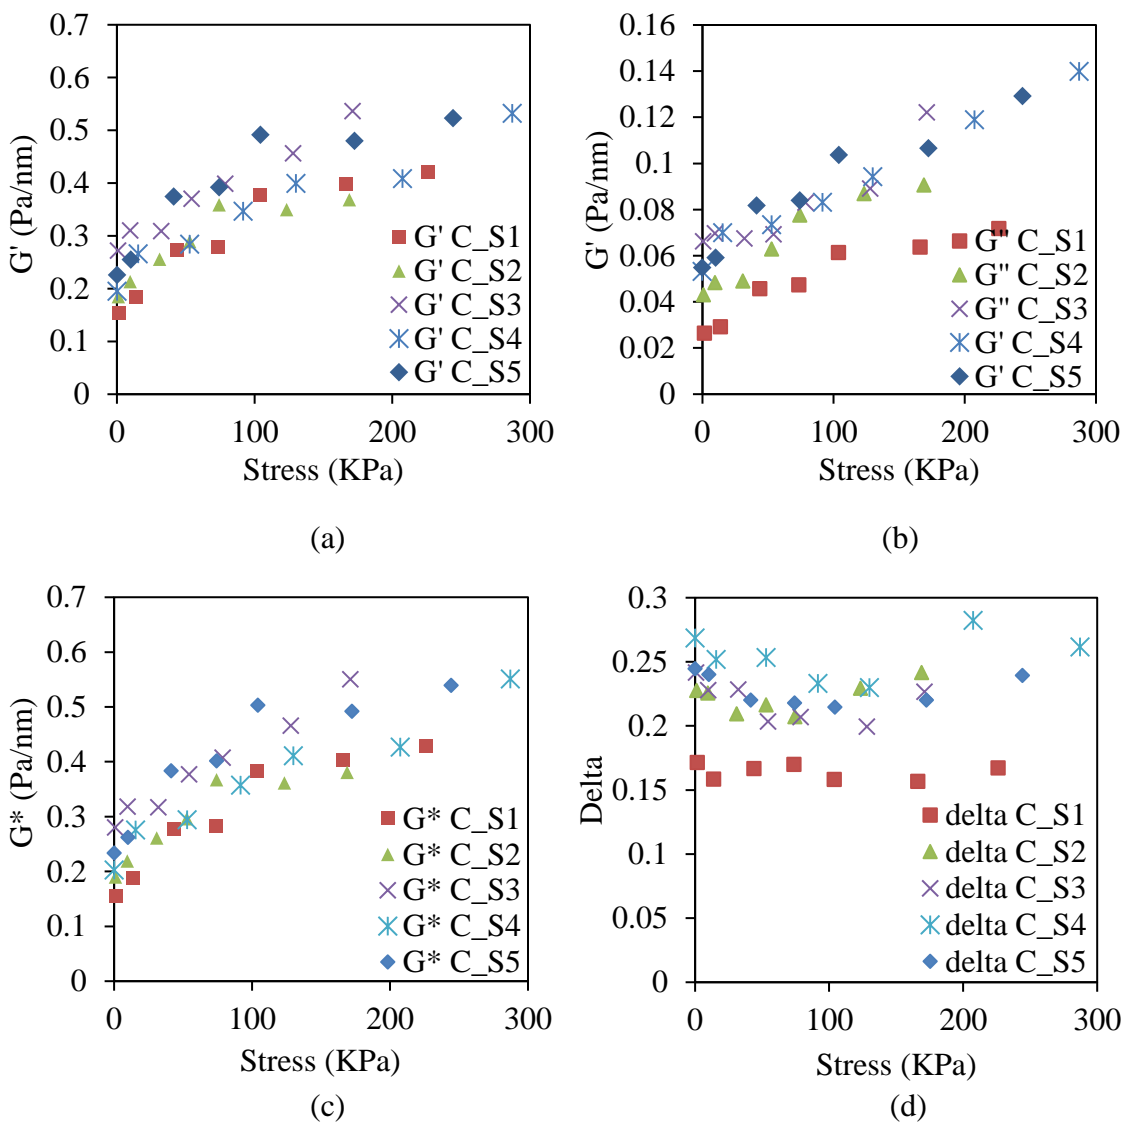 0.7
0.6
0.5
0.4
0.3
0.2
0.1
0
G' (Pa/nm)
G' C_S1
G' C_S2
G' C_S3
G' C_S4
G' C_S5
0 100 200 300
Stress (KPa)
(a)
0.16
0.14
0.12
0.1
0.08
0.06
0.04
0.02
0
G' (Pa/nm)
G'' C_S1
G'' C_S2
G'' C_S3
G' C_S4
G' C_S5
0 100 200 300
Stress (KPa)
(b)
0.7
0.6
0.5
0.4
0.3
0.2
0.1
0
G* (Pa/nm)
G* C_S1
G* C_S2
G* C_S3
G* C_S4
G* C_S5
0 100 200 300
Stress (KPa)
(c)
0.3
0.25
0.2
0.15
0.1
0.05
0
Delta
delta C_S1
delta C_S2
delta C_S3
delta C_S4
delta C_S5
0 100 200 300
Stress (KPa)
(d)